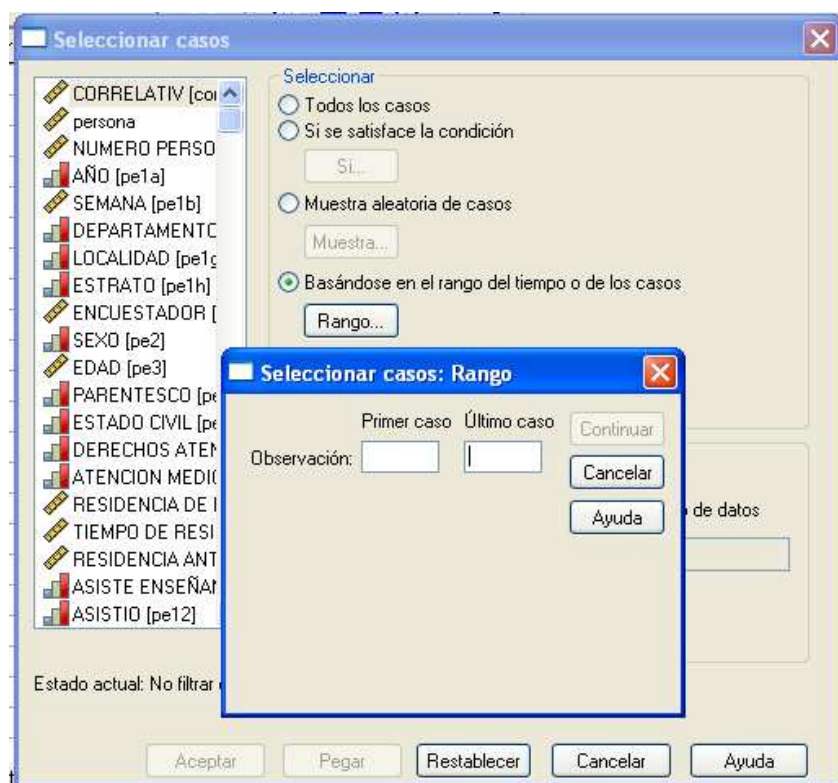 Seleccionar casos
CORRELATIV [cor
persona
NUMERO PERSO
AÑO [pe1a]
SEMANA [pe1b]
DEPARTAMENTO
LOCALIDAD [pe1g
ESTRATO [pe1h]
ENCUESTADOR [
SEXO [pe2]
EDAD [pe3]
PARENTESCO [pe
ESTADO CIVIL [pe
DERECHOS ATEN
ATENCION MEDIC
RESIDENCIA DE
TIEMPO DE RESI
RESIDENCIA ANT
ASISTE ENSEÑAN
ASISTIO [pe12]
Estado actual: No filtrar
Seleccionar
Todos los casos
Si se satisface la condición
Si...
Muestra aleatoria de casos
Muestra...
Basándose en el rango del tiempo o de los casos
Rango...
Seleccionar casos: Rango
Primer caso Último caso
Observación:
Continuar
Cancelar
Ayuda
de datos
Aceptar Pegar Restablecer Cancelar Ayuda